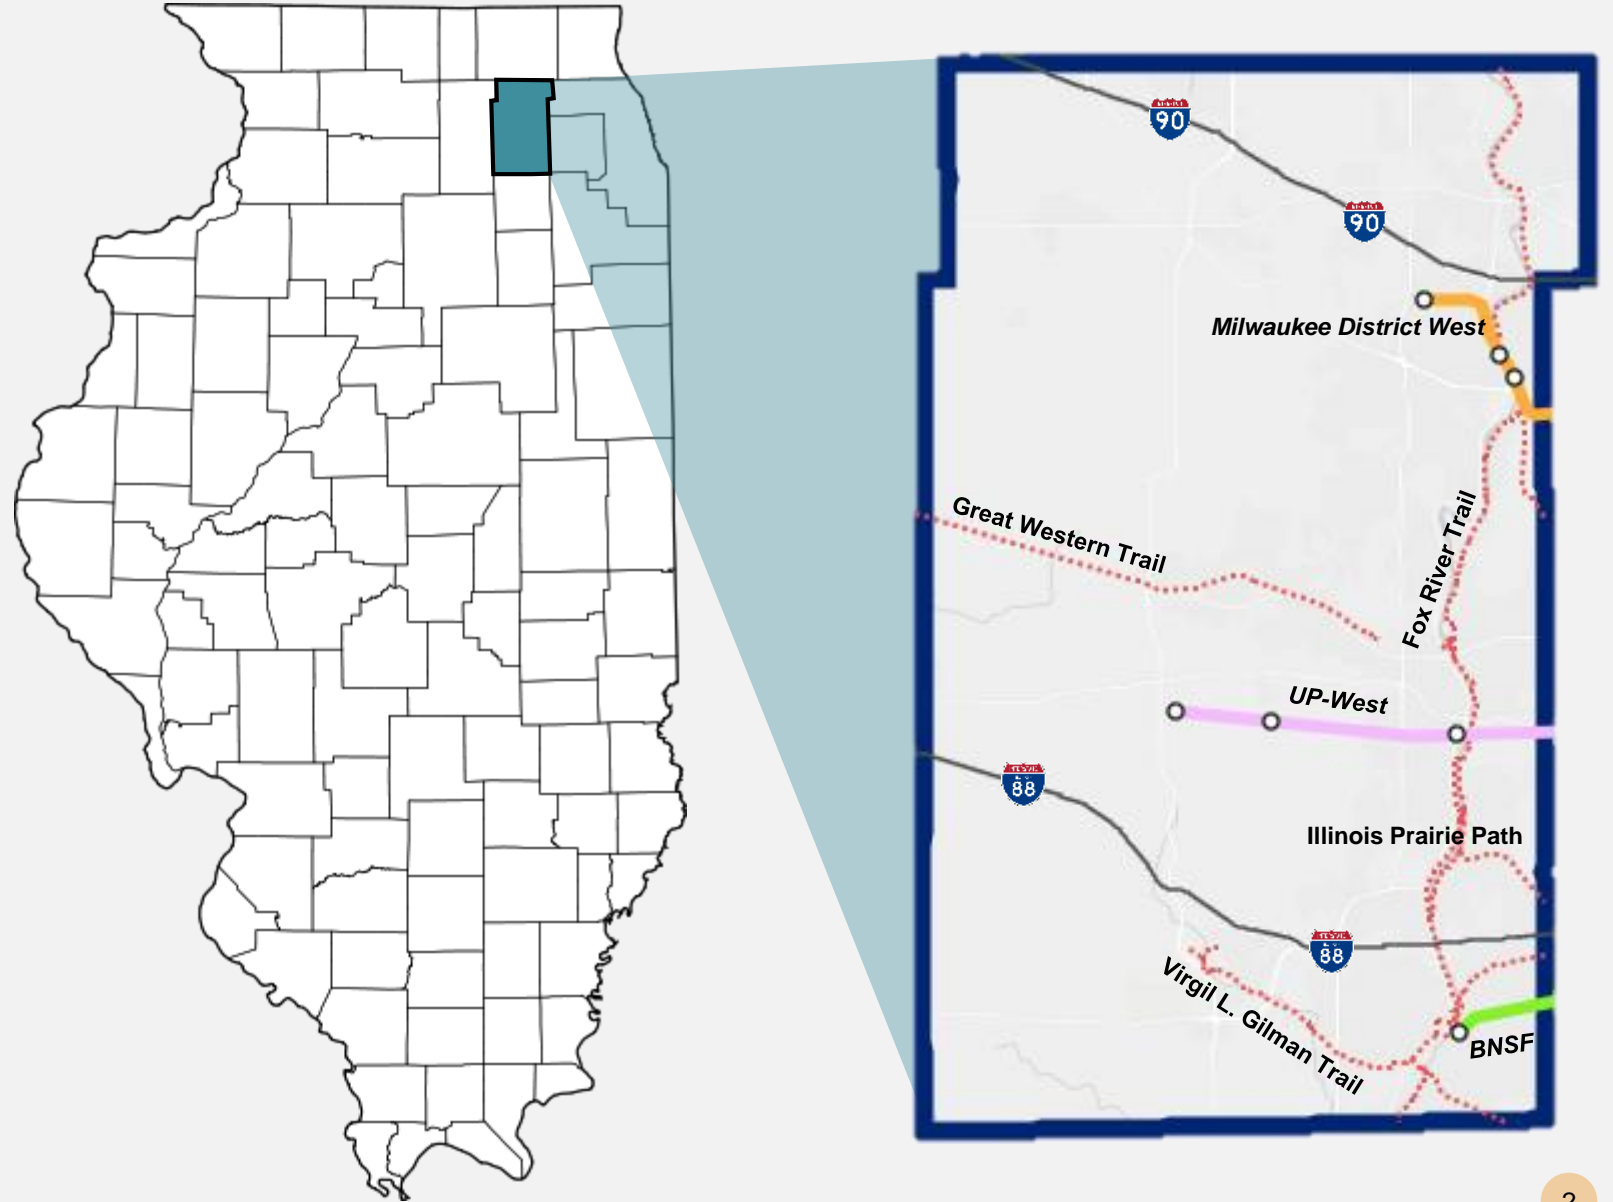 90
90
Milwaukee District West
Great Western Trail
Fox River Trail
UP-West
88
Illinois Prairie Path
88
Virgil L. Gilman Trail
BNSF
2